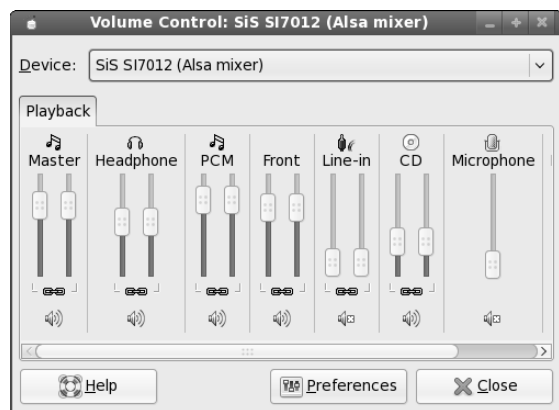 Volume Control: SiS SI7012 (Alsa mixer)
Device: SiS SI7012 (Alsa mixer)
Playback
Master Headphone PCM Front Line-in CD Microphone
Help Preferences Close